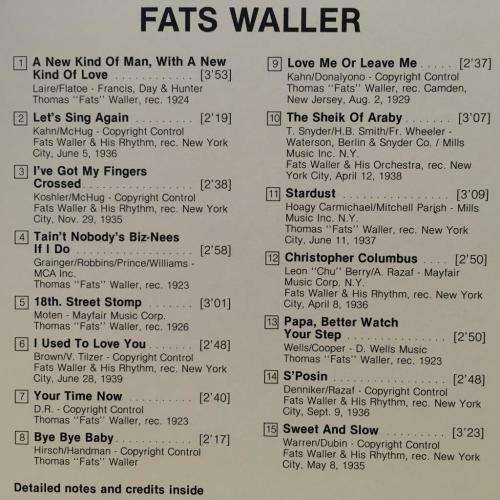 FATS WALLER
1 A New Kind Of Man, With A New
Kind Of Love . . . . . . . . . . . [3'53]
Laire/Flatoe - Francis, Day & Hunter
Thomas "Fats" Waller, rec. 1924
2 Let's Sing Again . . . . . . . . [2'19]
Kahn/McHug - Copyright Control
Fats Waller & His Rhythm, rec. New York
City, June 5, 1936
3 I've Got My Fingers
Crossed . . . . . . . . . . . . . . . [2'38]
Koshler/McHug - Copyright Control
Fats Waller & His Rhythm, rec. New York
City, Nov. 29, 1935
4 Tain't Nobody's Biz-Nees
If I Do . . . . . . . . . . . . . . . . [2'58]
Grainger/Robbins/Prince/Williams -
MCA Inc.
Thomas "Fats" Waller, rec. 1923
5 18th. Street Stomp . . . . . [3'01]
Moten - Mayfair Music Corp.
Thomas "Fats" Waller, rec. 1926
6 I Used To Love You . . . . . [2'48]
Brown/V. Tilzer - Copyright Control
Fats Waller & His Rhythm, rec. New York
City, June 28, 1939
7 Your Time Now . . . . . . . . [2'40]
D.R. - Copyright Control
Thomas "Fats" Waller, rec. 1923
8 Bye Bye Baby . . . . . . . . . [2'17]
Hirsch/Handman - Copyright Control
Thomas "Fats" Waller
Detailed notes and credits inside
9 Love Me Or Leave Me . . . . . [2'37]
Kahn/Donalyono - Copyright Control
Thomas "Fats" Waller, rec. Camden,
New Jersey, Aug. 2, 1929
10 The Sheik Of Araby . . . . . . [3'07]
T. Snyder/H.B. Smith/Fr. Wheeler -
Waterson, Berlin & Snyder Co. / Mills
Music Inc. N.Y.
Fats Waller & His Orchestra, rec. New
York City, April 12, 1938
11 Stardust . . . . . . . . . . . . . . . [3'09]
Hoagy Carmichael/Mitchell Parish - Mills
Music Inc. N.Y.
Fats Waller & His Rhythm, rec. New York
City, June 11, 1937
12 Christopher Columbus . . . . [2'50]
Leon "Chu" Berry/A. Razaf - Mayfair
Music Corp. N.Y.
Fats Waller & His Rhythm, rec. New York
City, April 8, 1936
13 Papa, Better Watch
Your Step . . . . . . . . . . . . . . [2'50]
Wells/Cooper - D. Wells Music
Thomas "Fats" Waller, rec. 1923
14 S'Posin . . . . . . . . . . . . . . . . [2'48]
Denniker/Razaf - Copyright Control
Fats Waller & His Rhythm, rec. New York
City, Sept. 9, 1936
15 Sweet And Slow . . . . . . . . . [3'23]
Warren/Dubin - Copyright Control
Fats Waller & His Rhythm, rec. New York
City, May 8, 1935